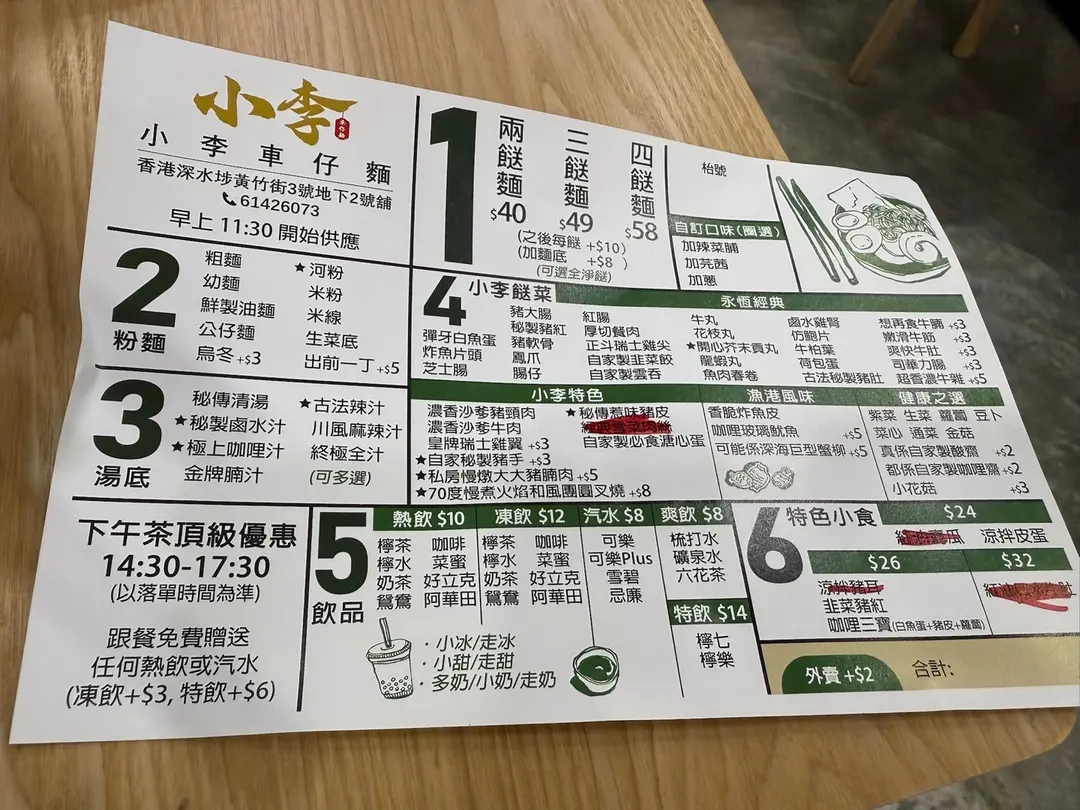 小李
車仔麵
小李車仔麵
香港深水埗黃竹街3號地下2號舖
61426073
早上 11:30 開始供應
1
兩餸麵
$40
三餸麵
$49
四餸麵
$58
(之後每餸 +$10)
(加麵底 +$8)
(可選全淨餸)
枱號
自訂口味(圈選)
加辣菜脯
加芫茜
加蔥
2
粉麵
粗麵
幼麵
鮮製油麵
公仔麵
烏冬+$3
★河粉
米粉
米線
生菜底
出前一丁+$5
3
湯底
秘傳清湯
★秘製鹵水汁
★極上咖哩汁
金牌腩汁
★古法辣汁
川風麻辣汁
終極全汁
(可多選)
4
小李餸菜
永恆經典
彈牙白魚蛋
炸魚片頭
芝士腸
豬大腸
秘製豬紅
豬軟骨
鳳爪
腸仔
紅腸
厚切餐肉
正斗瑞士雞尖
自家製韭菜餃
自家製雲吞
牛丸
花枝丸
★開心芥末貢丸
龍蝦丸
魚肉春卷
鹵水雞腎
仿鮑片
牛柏葉
荷包蛋
古法秘製豬肚
想再食牛腩+$3
嫩滑牛筋+$3
爽快牛肚+$3
司華力腸+$3
超香濃牛雜+$5
小李特色
濃香沙爹豬頸肉
濃香沙爹牛肉
皇牌瑞士雞翼+$3
★自家秘製豬手+$3
★私房慢燉大大豬腩肉+$5
★70度慢煮火焰和風團圓叉燒+$8
★秘傳惹味豬皮
自家製必食溏心蛋
漁港風味
香脆炸魚皮
咖哩玻璃魷魚+$5
可能係深海巨型蟹柳+$5
健康之選
紫菜 生菜 蘿蔔 豆卜
菜心 通菜 金菇
真係自家製酸齋+$2
都係自家製咖哩齋+$2
小花菇+$3
下午茶頂級優惠
14:30-17:30
(以落單時間為準)
跟餐免費贈送
任何熱飲或汽水
(凍飲+$3, 特飲+$6)
5
飲品
熱飲 $10
檸茶 咖啡
檸水 菜蜜
奶茶 好立克
鴛鴦 阿華田
凍飲 $12
檸茶 咖啡
檸水 菜蜜
奶茶 好立克
鴛鴦 阿華田
汽水 $8
可樂
可樂Plus
雪碧
忌廉
爽飲 $8
梳打水
礦泉水
六花茶
特飲 $14
檸七
檸樂
· 小冰/走冰
· 小甜/走甜
· 多奶/小奶/走奶
6
特色小食
$24
涼拌皮蛋
$26
涼拌豬耳
韭菜豬紅
咖哩三寶(白魚蛋+豬皮+蘿蔔)
$32
外賣 +$2
合計: